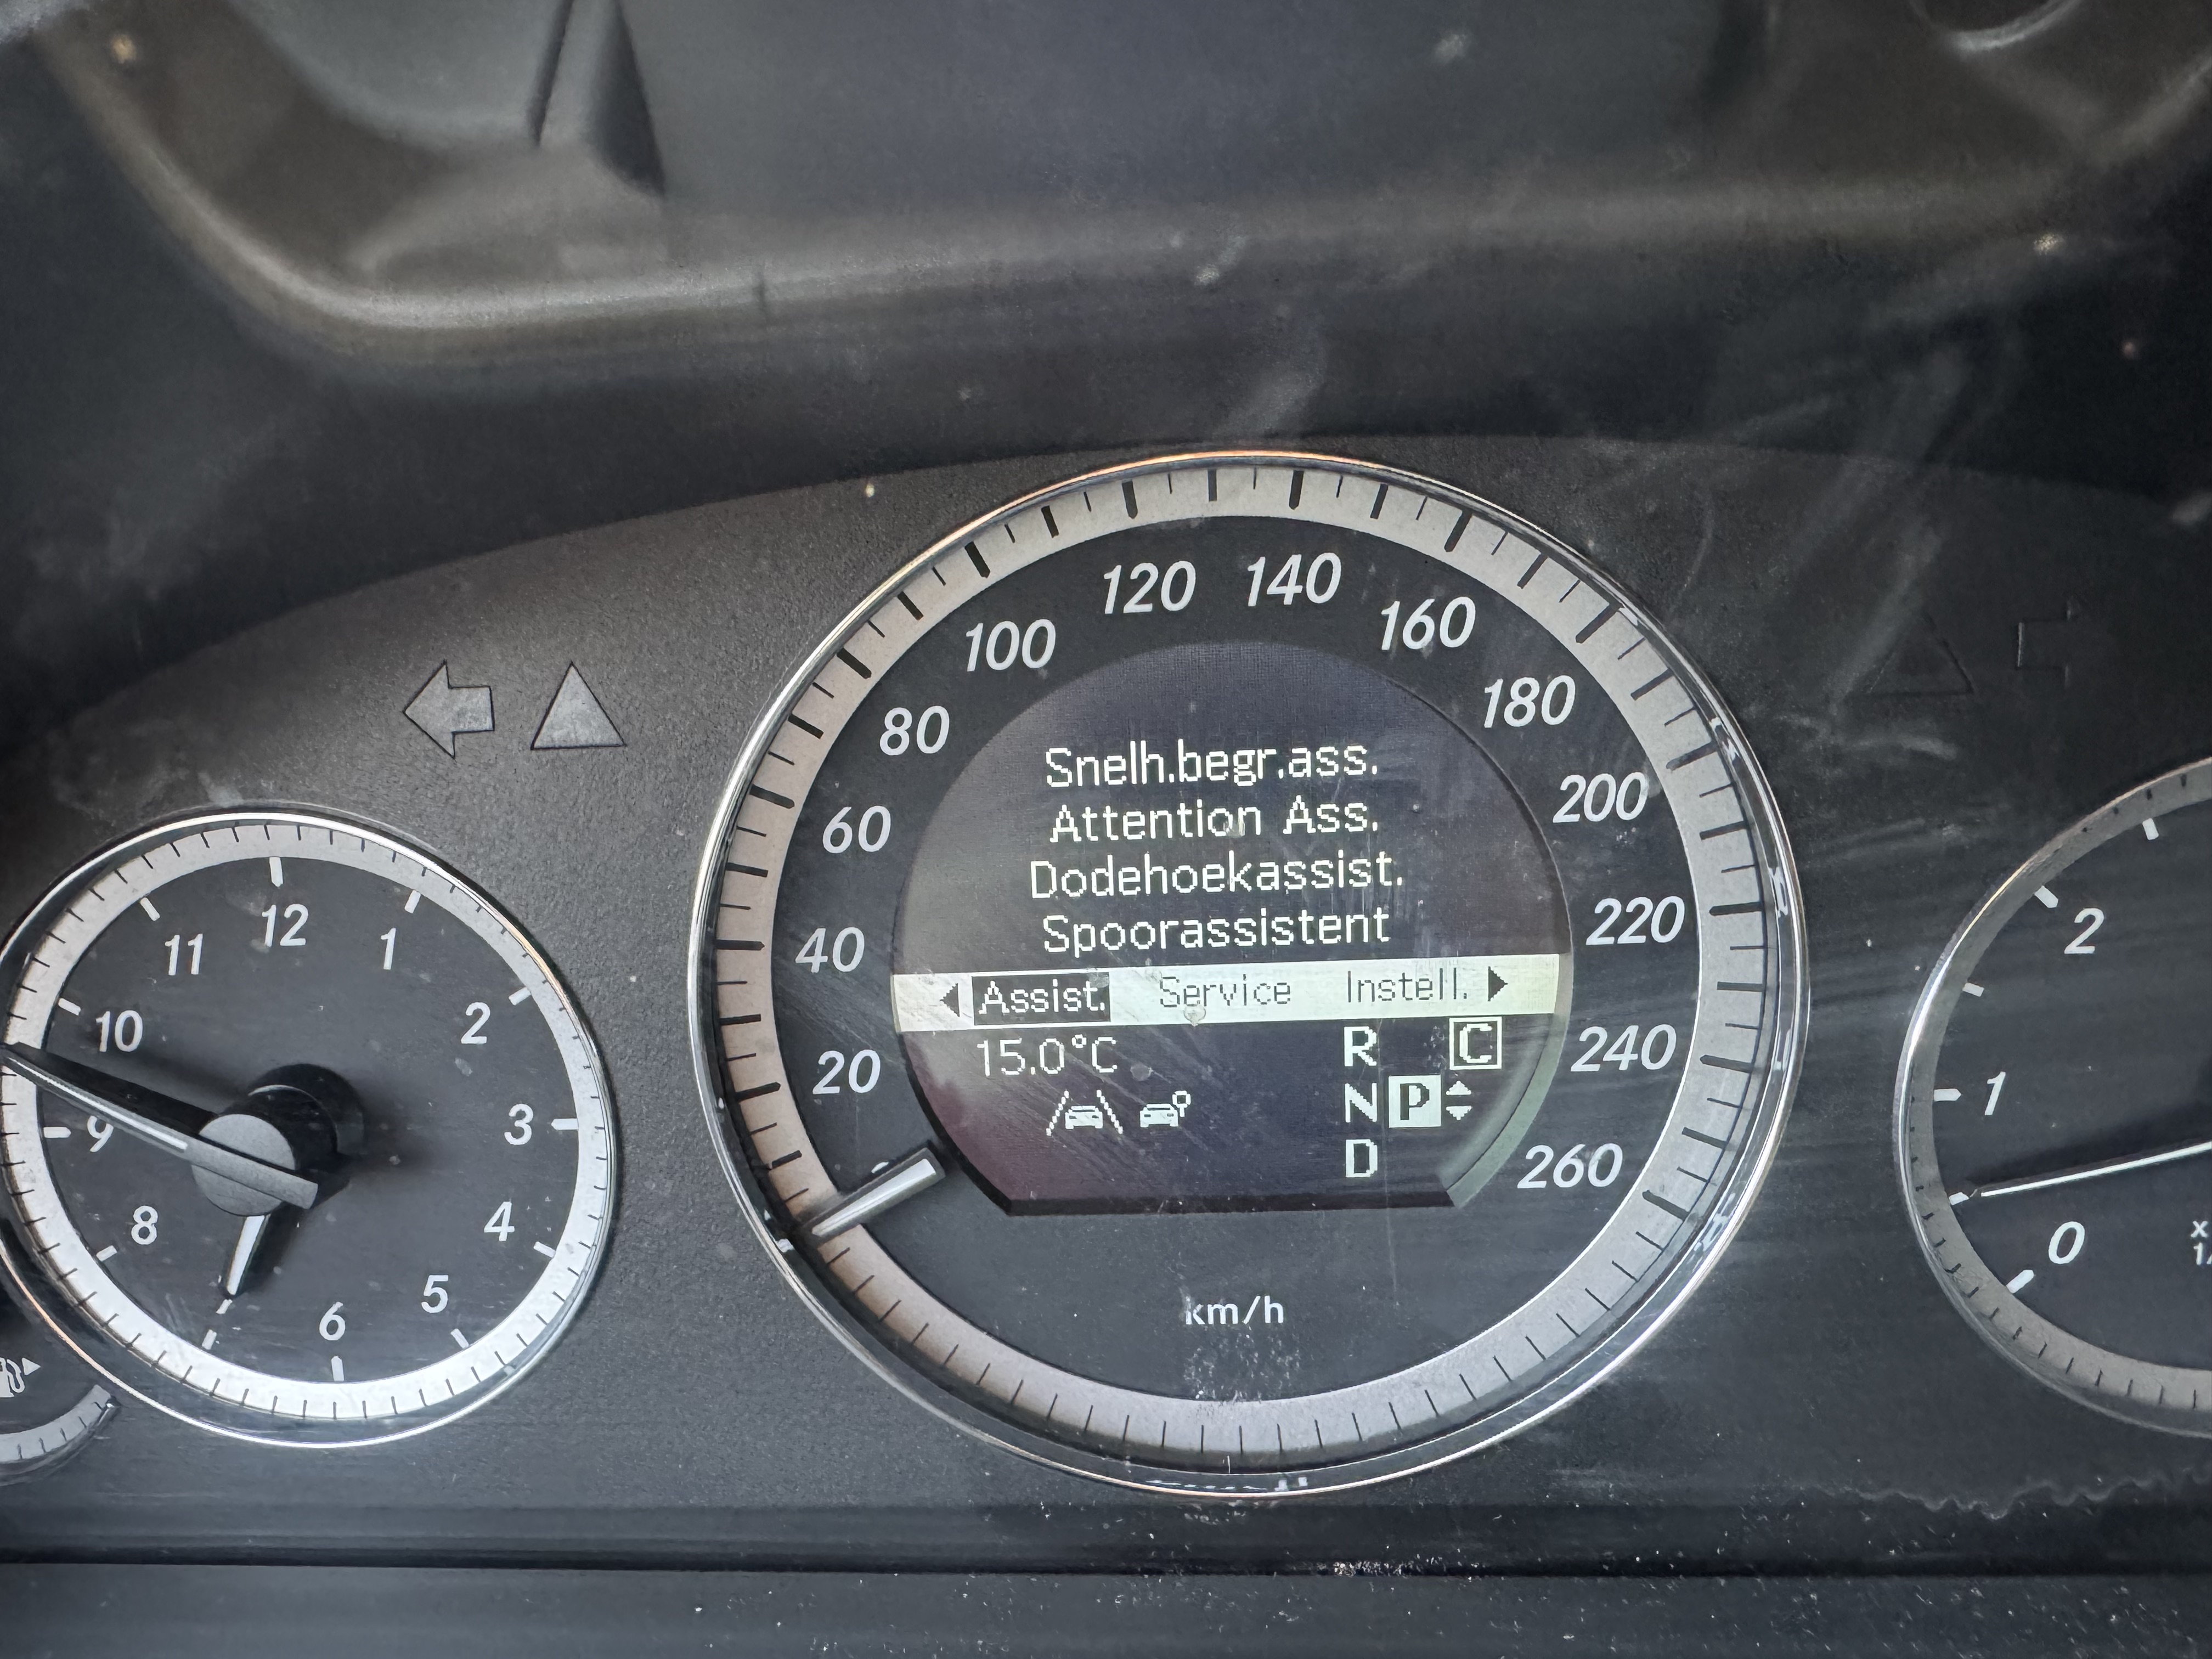 Snelh.begr.ass.
Attention Ass.
Dodehoekassist.
Spoorassistent
Assist. Service Instell.
15.0°C
R C
N P
D
20
40
60
80
100
120
140
160
180
200
220
240
260
km/h
12
1
2
3
4
5
6
8
9
10
11
0
1
2